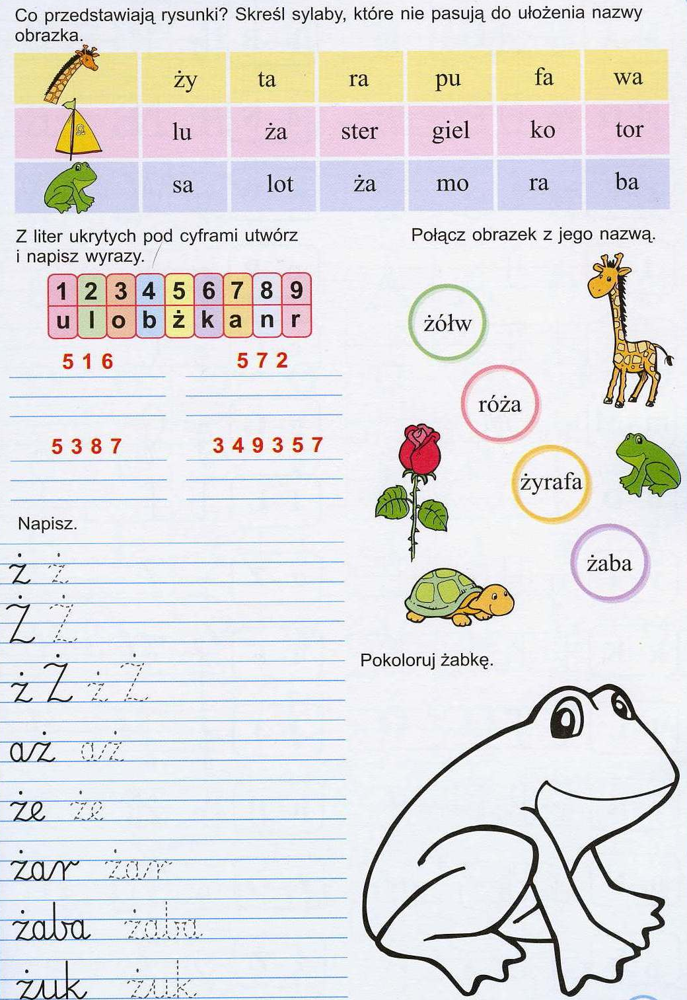 Co przedstawiają rysunki? Skreśl sylaby, które nie pasują do ułożenia nazwy
obrazka.
ży ta ra pu fa wa
lu ża ster giel ko tor
sa lot ża mo ra ba
Z liter ukrytych pod cyframi utwórz
i napisz wyrazy.
1 2 3 4 5 6 7 8 9
u l o b ż k a n r
5 1 6
5 7 2
5 3 8 7
3 4 9 3 5 7
Napisz.
ż ż
Ż Ż
ż Ż ż Ż
aż aż
że że
żar żar
żaba żaba
żuk żuk
Połącz obrazek z jego nazwą.
żółw
róża
żyrafa
żaba
Pokoloruj żabkę.